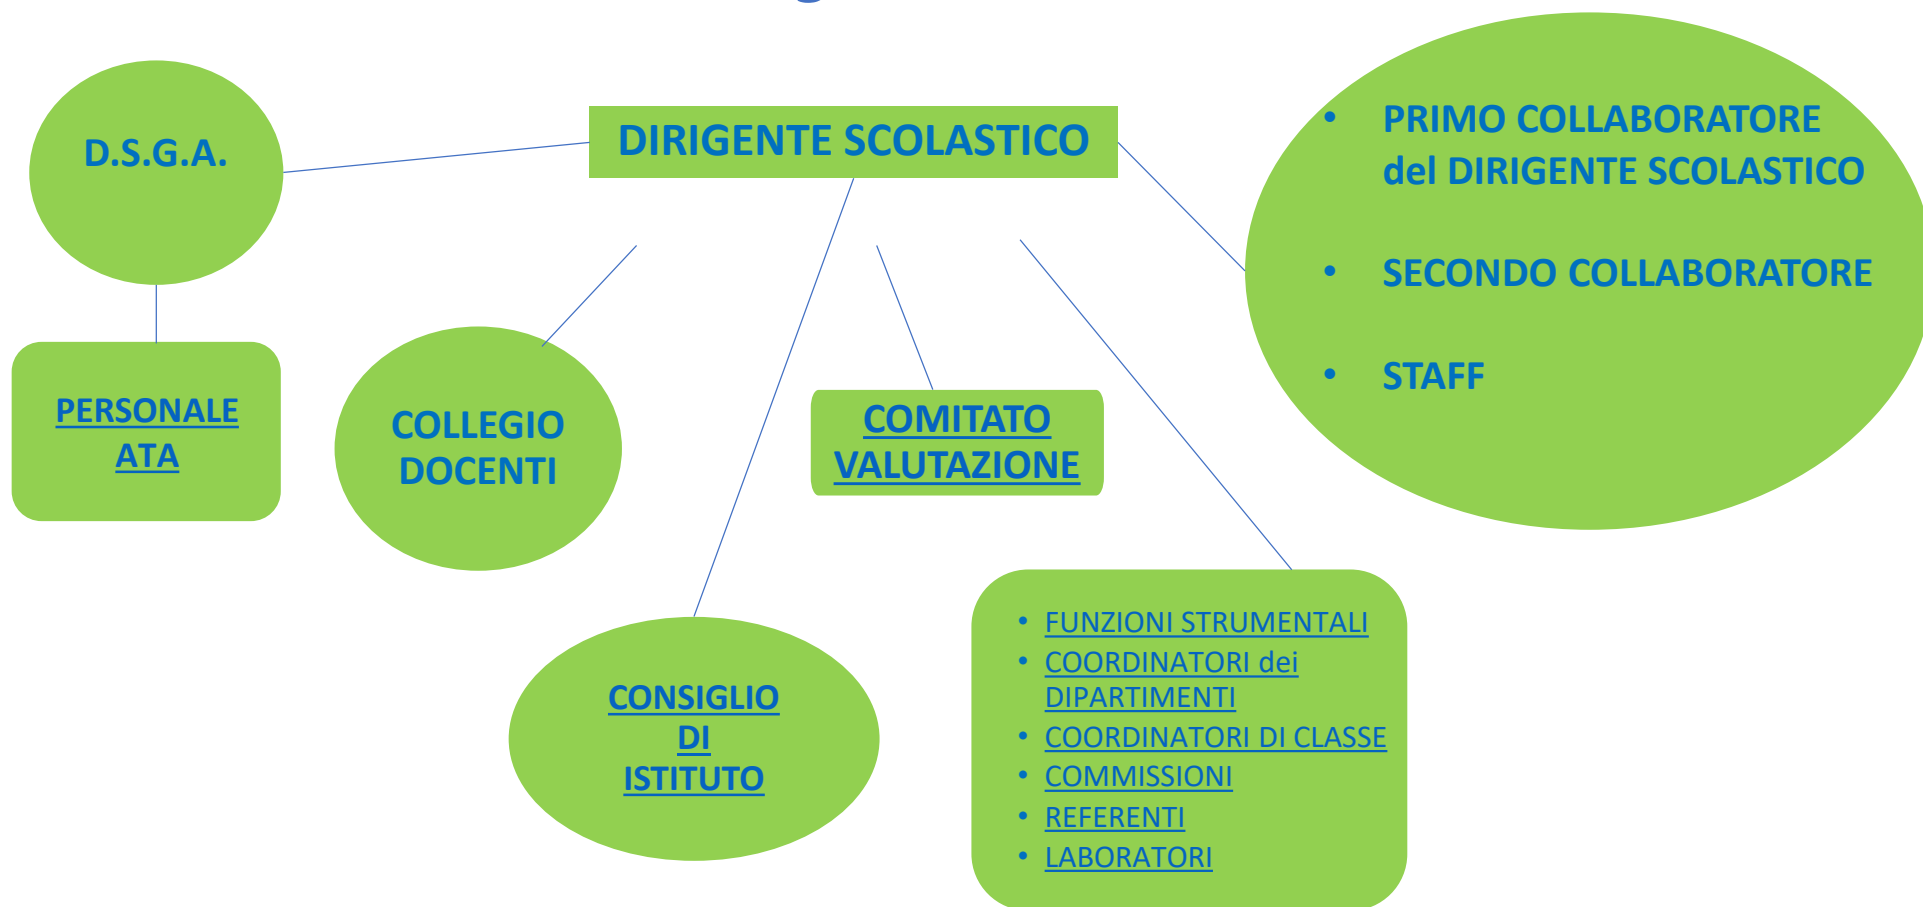 D.S.G.A.
DIRIGENTE SCOLASTICO
• PRIMO COLLABORATORE
del DIRIGENTE SCOLASTICO
• SECONDO COLLABORATORE
• STAFF
PERSONALE
ATA
COLLEGIO
DOCENTI
COMITATO
VALUTAZIONE
CONSIGLIO
DI
ISTITUTO
• FUNZIONI STRUMENTALI
• COORDINATORI dei
DIPARTIMENTI
• COORDINATORI DI CLASSE
• COMMISSIONI
• REFERENTI
• LABORATORI